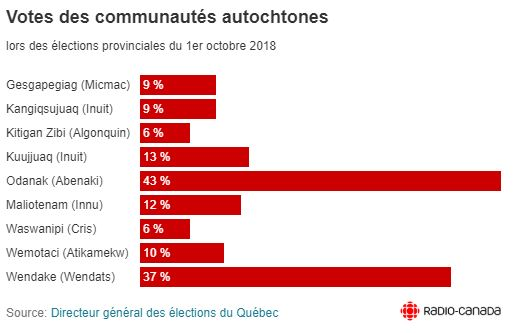 Votes des communautés autochtones
lors des élections provinciales du 1er octobre 2018
Gesgapegiag (Micmac) 9 %
Kangiqsujuaq (Inuit) 9 %
Kitigan Zibi (Algonquin) 6 %
Kuujjuaq (Inuit) 13 %
Odanak (Abenaki) 43 %
Maliotenam (Innu) 12 %
Waswanipi (Cris) 6 %
Wemotaci (Atikamekw) 10 %
Wendake (Wendats) 37 %
Source: Directeur général des élections du Québec
RADIO-CANADA